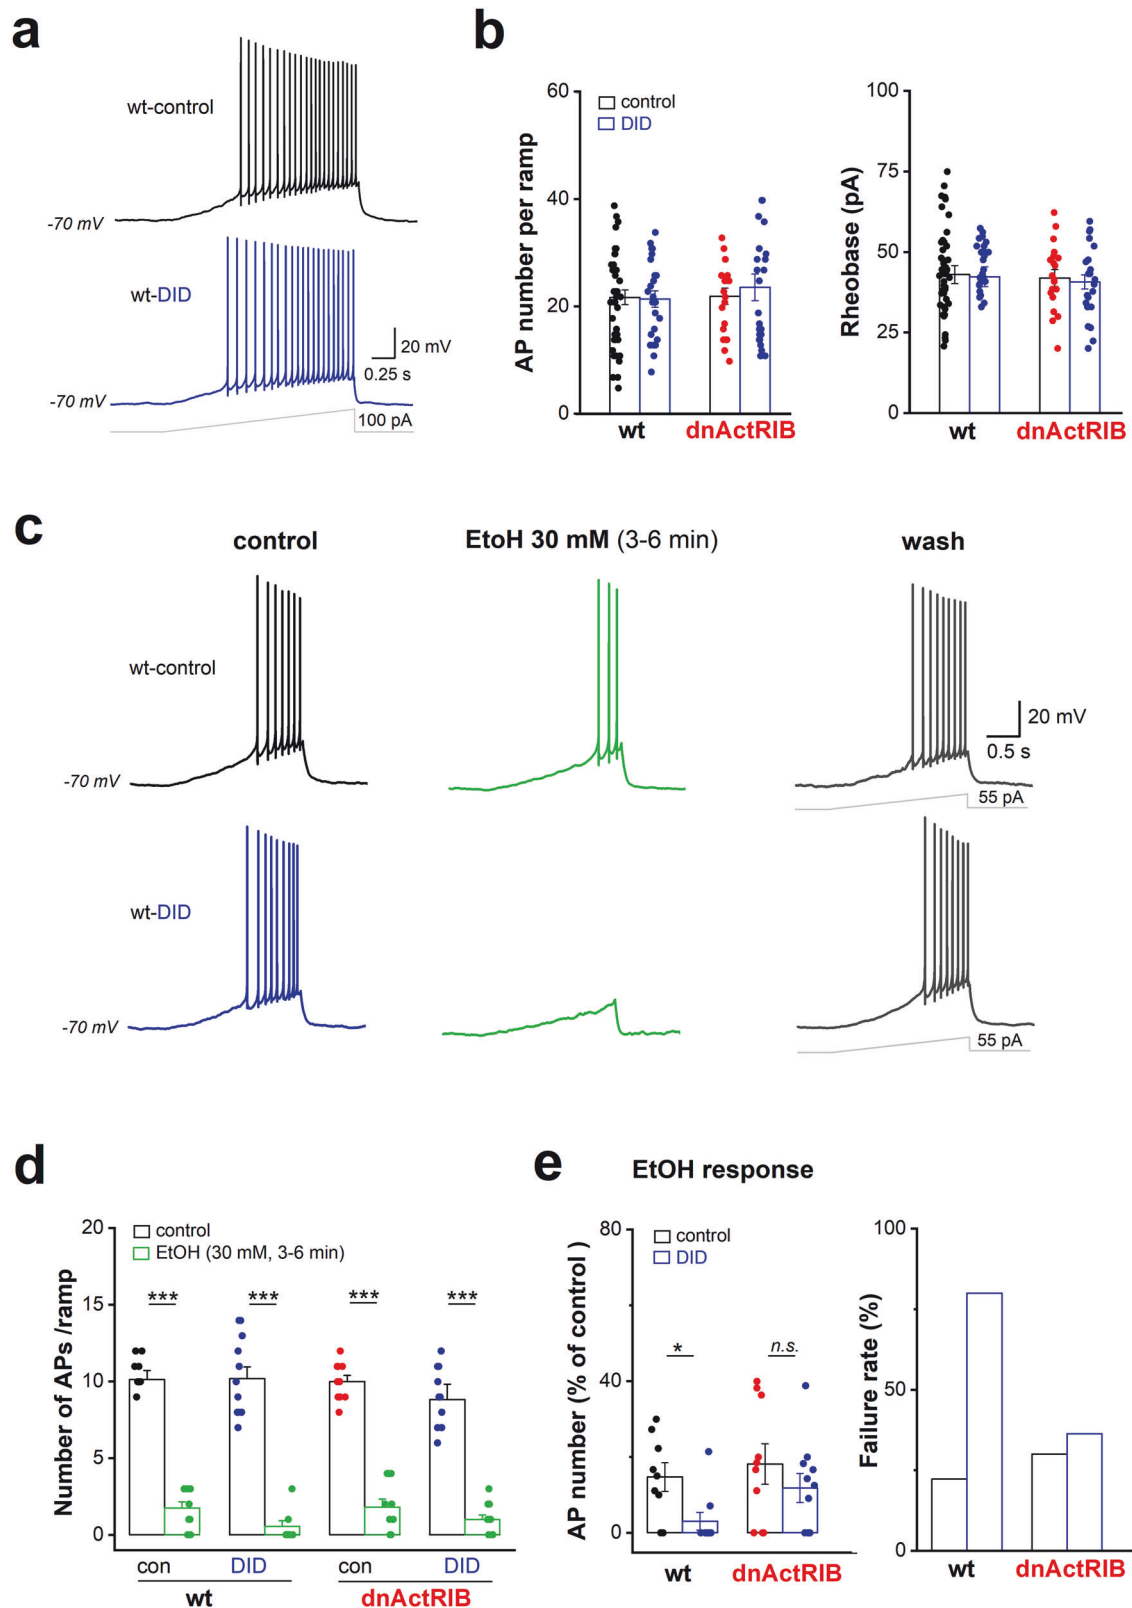 a
wt-control
-70 mV
wt-DID
20 mV
0.25 s
-70 mV
100 pA
b
AP number per ramp
60
40
20
0
control
DID
wt
dnActRIB
Rheobase (pA)
100
75
50
25
0
wt
dnActRIB
c
control
EtoH 30 mM (3-6 min)
wash
wt-control
-70 mV
20 mV
0.5 s
55 pA
wt-DID
-70 mV
55 pA
d
Number of APs /ramp
20
15
10
5
0
control
EtOH (30 mM, 3-6 min)
*** *** *** ***
con DID con DID
wt dnActRIB
e
EtOH response
AP number (% of control )
80
40
0
control
DID
* n.s.
wt dnActRIB
Failure rate (%)
100
50
0
wt dnActRIB